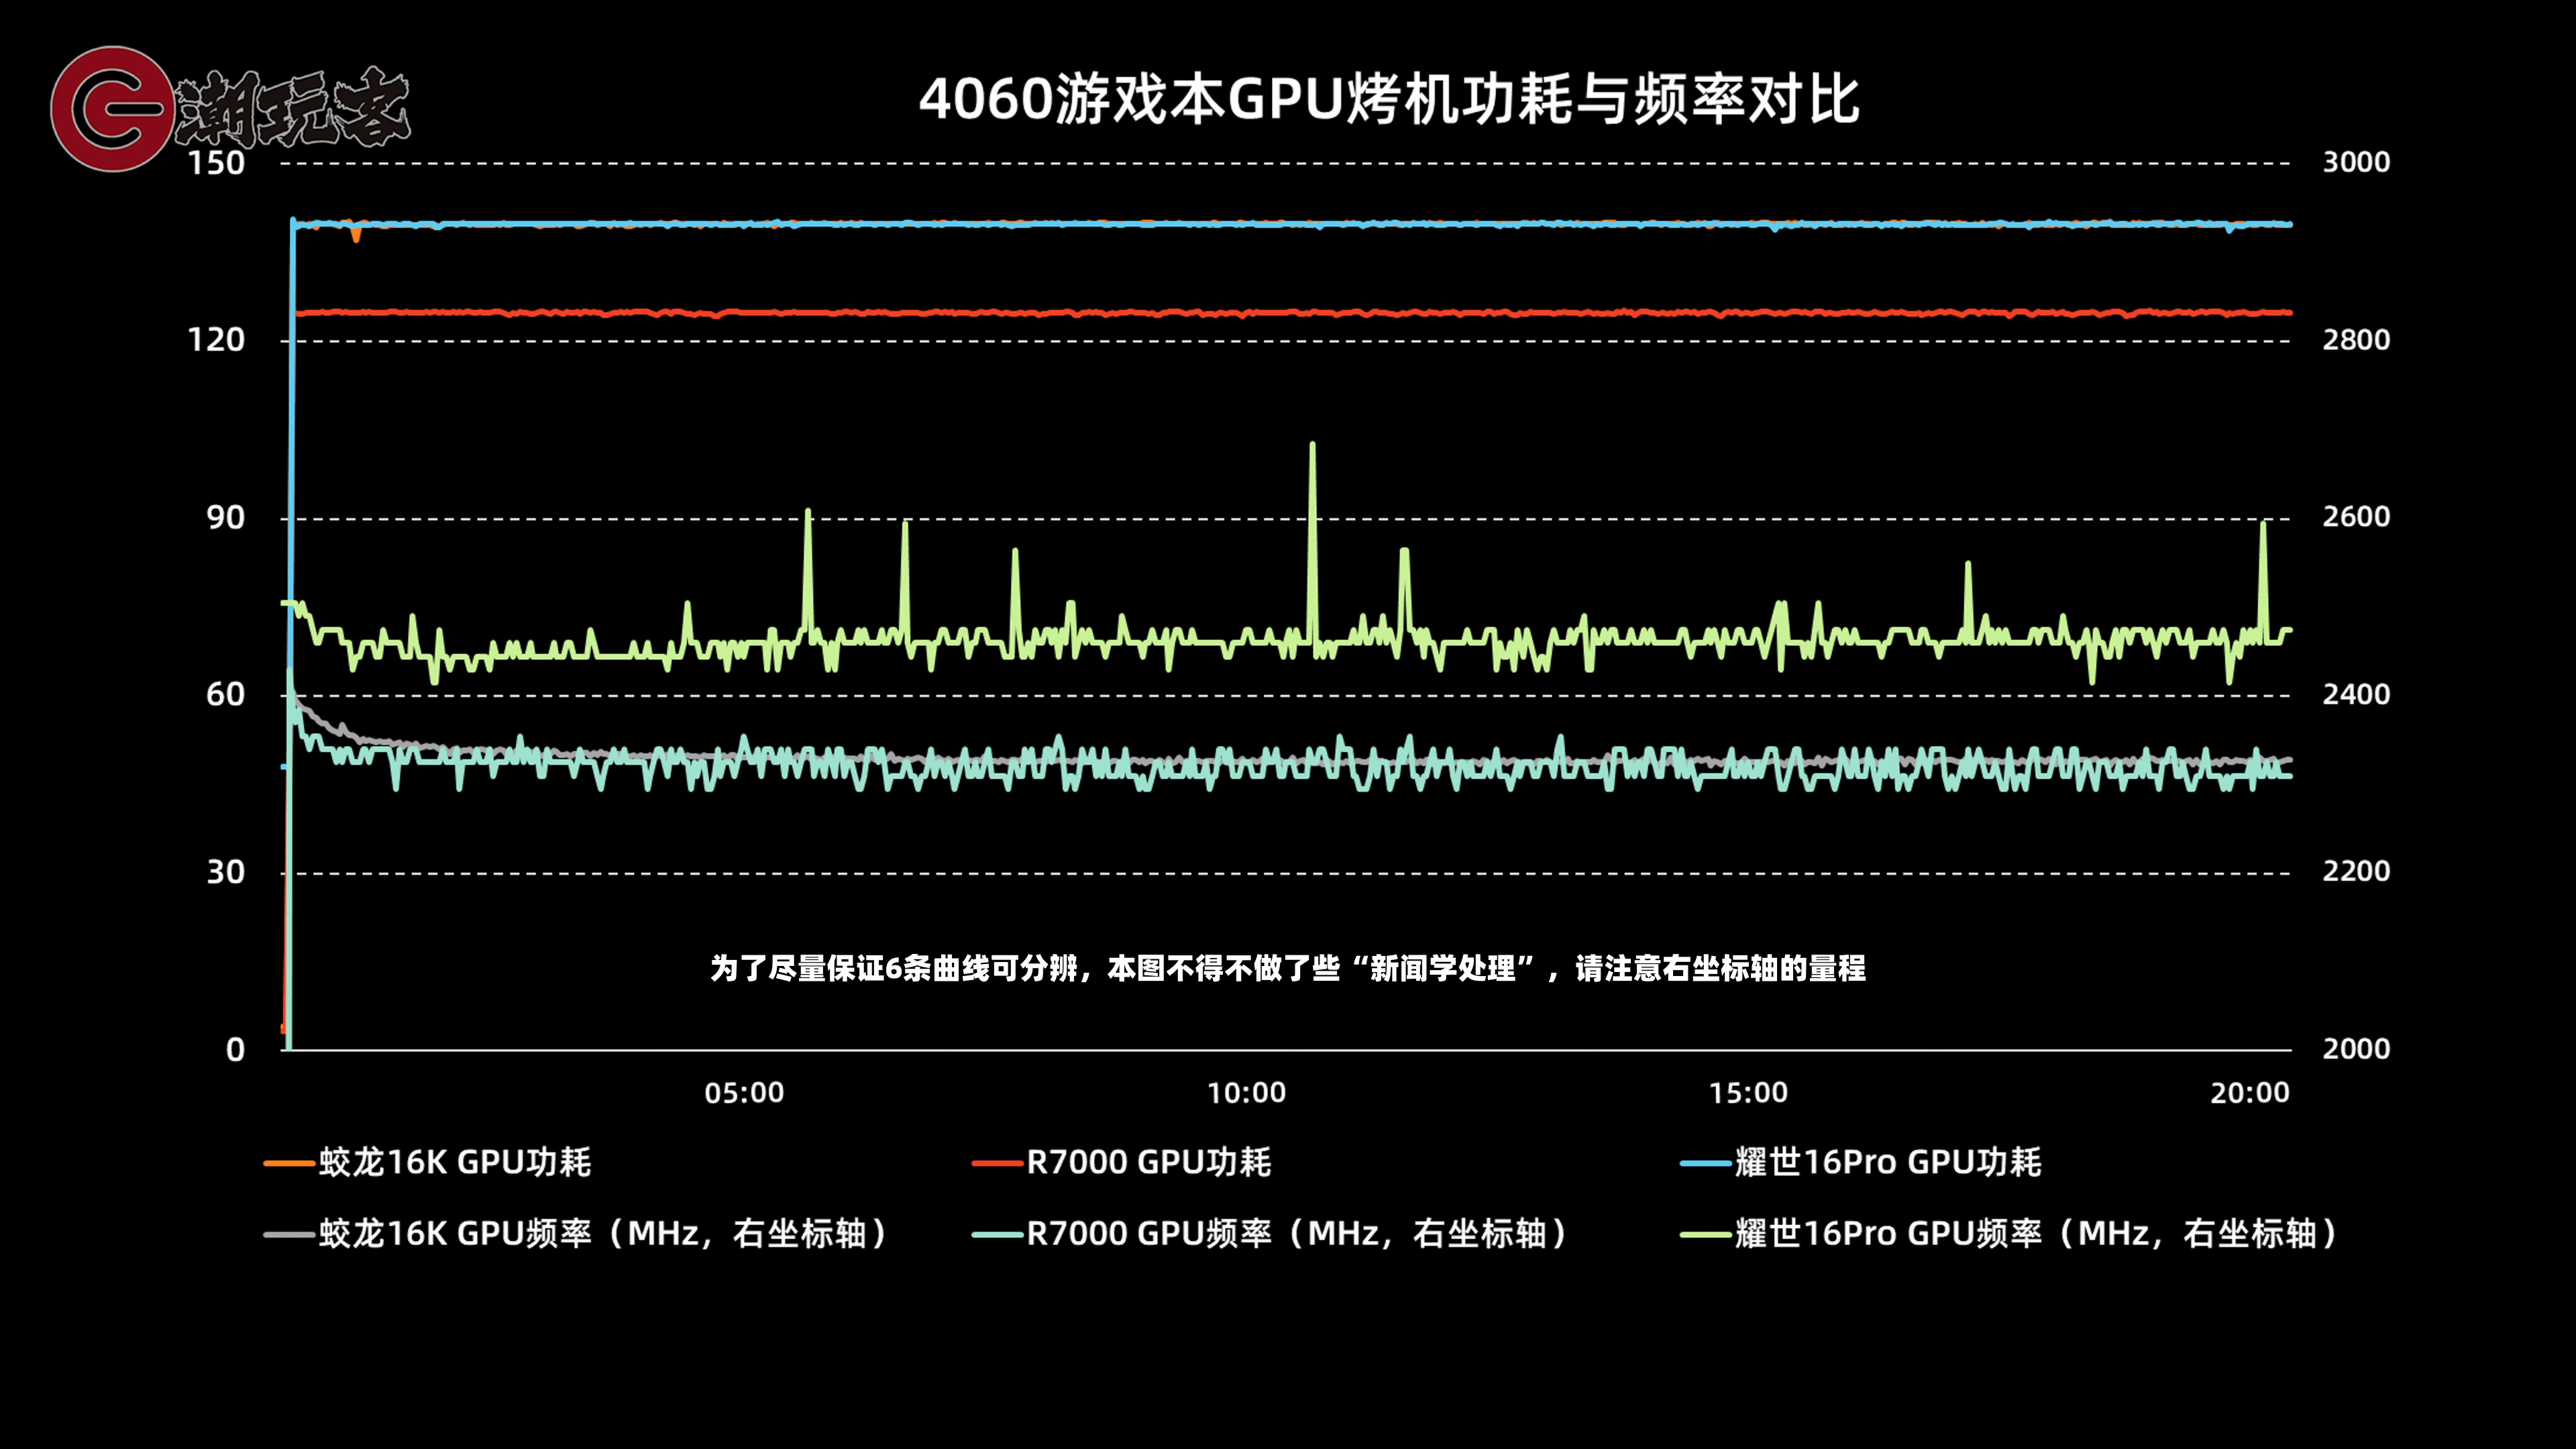 潮玩客
4060游戏本GPU烤机功耗与频率对比
150
120
90
60
30
0
3000
2800
2600
2400
2200
2000
为了尽量保证6条曲线可分辨，本图不得不做了些“新闻学处理”，请注意右坐标轴的量程
05:00 10:00 15:00 20:00
蛟龙16K GPU功耗 R7000 GPU功耗 耀世16Pro GPU功耗
蛟龙16K GPU频率（MHz，右坐标轴） R7000 GPU频率（MHz，右坐标轴） 耀世16Pro GPU频率（MHz，右坐标轴）